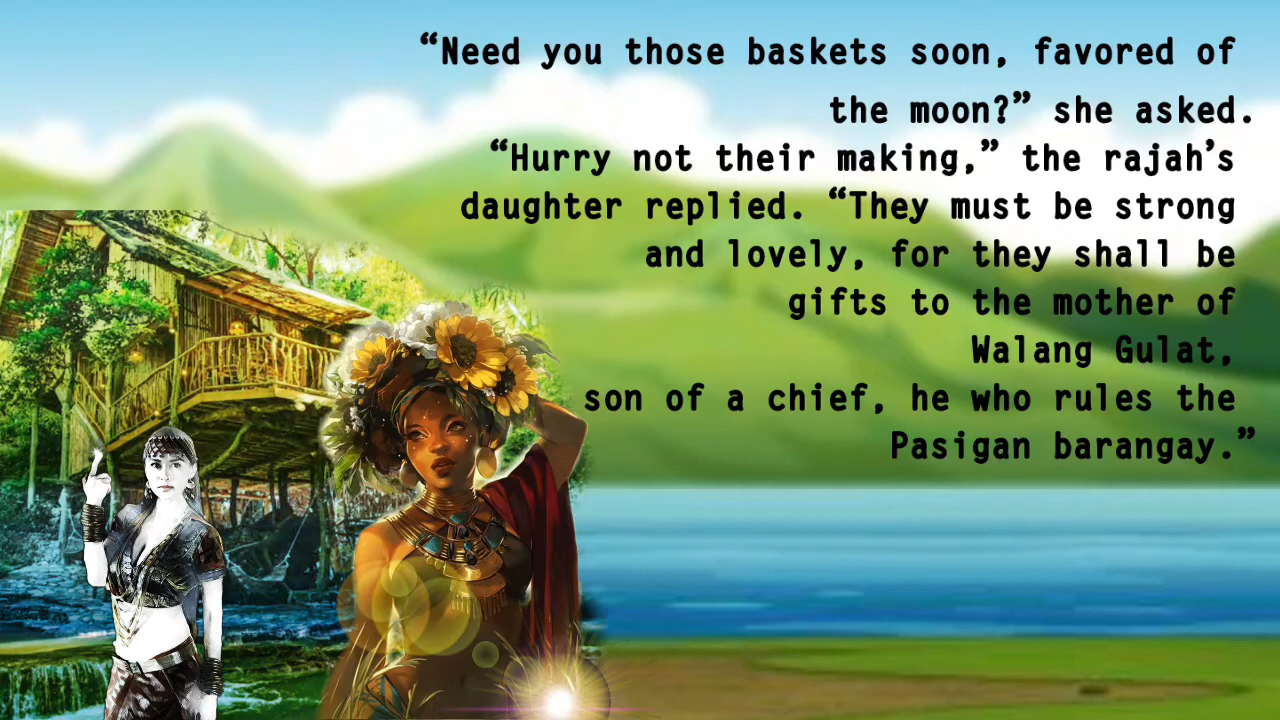 “Need you those baskets soon, favored of
the moon?” she asked.
“Hurry not their making,” the rajah’s
daughter replied. “They must be strong
and lovely, for they shall be
gifts to the mother of
Walang Gulat,
son of a chief, he who rules the
Pasigan barangay.”